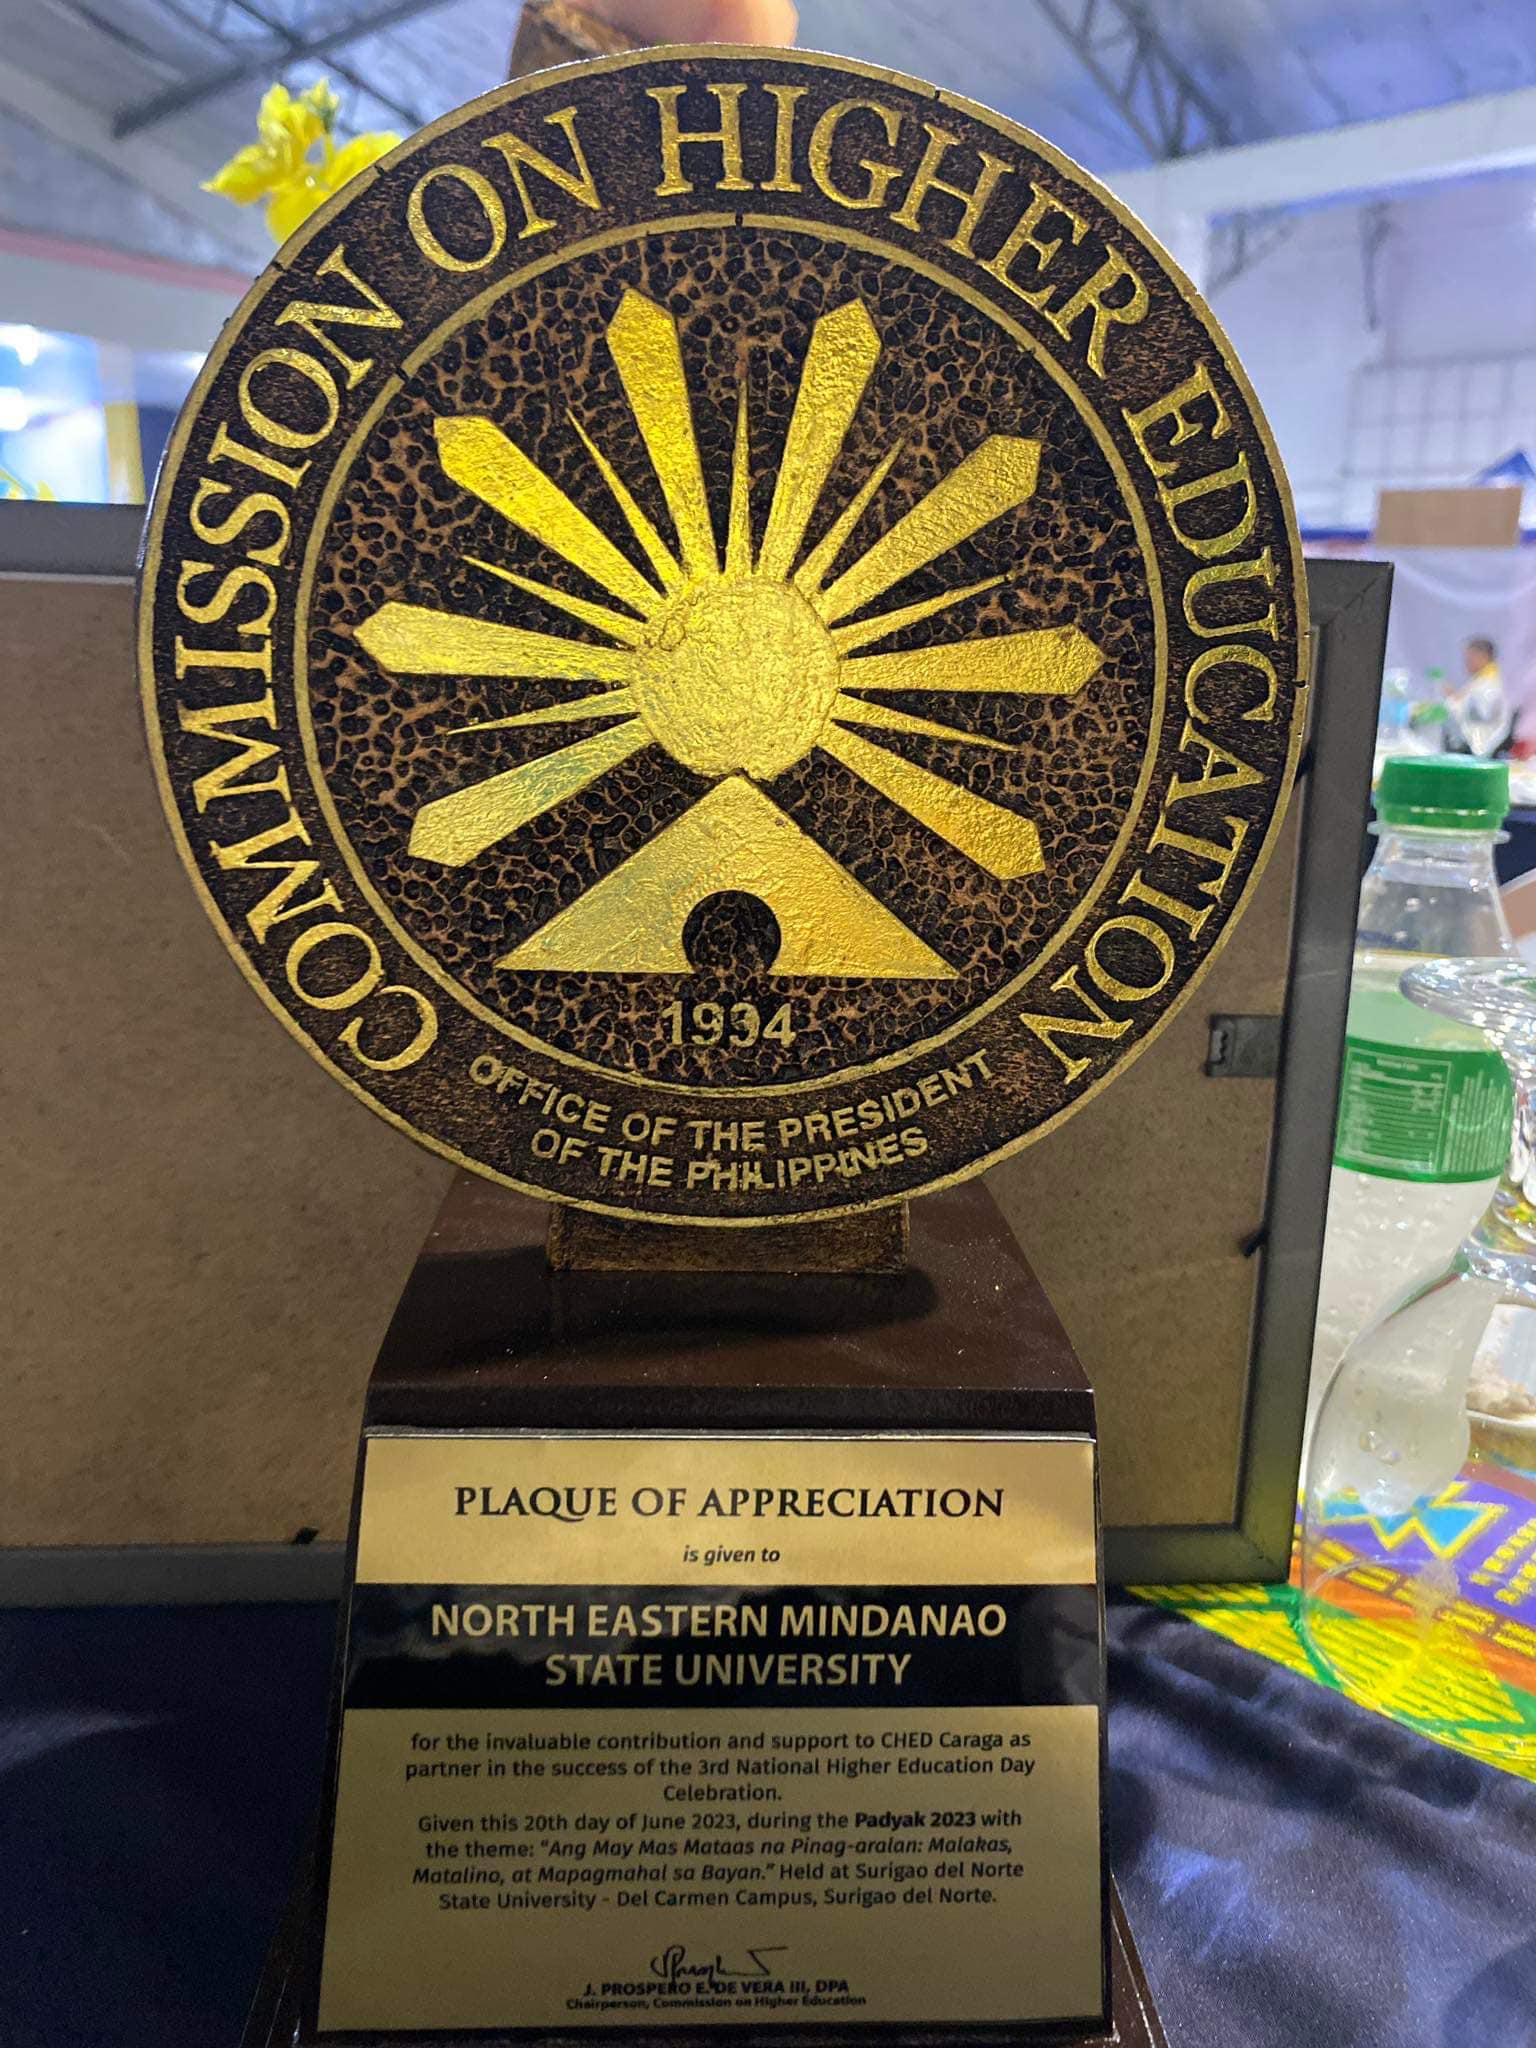 COMMISSION ON HIGHER EDUCATION
1994
OFFICE OF THE PRESIDENT
OF THE PHILIPPINES
PLAQUE OF APPRECIATION
is given to
NORTH EASTERN MINDANAO
STATE UNIVERSITY
for the invaluable contribution and support to CHED Caraga as
partner in the success of the 3rd National Higher Education Day
Celebration.
Given this 20th day of June 2023, during the Padyak 2023 with
the theme: "Ang May Mas Mataas na Pinag-aralan: Malakas,
Matalino, at Mapagmahal sa Bayan." Held at Surigao del Norte
State University - Del Carmen Campus, Surigao del Norte.
J. PROSPERO E. DE VERA III, DPA
Chairperson, Commission on Higher Education